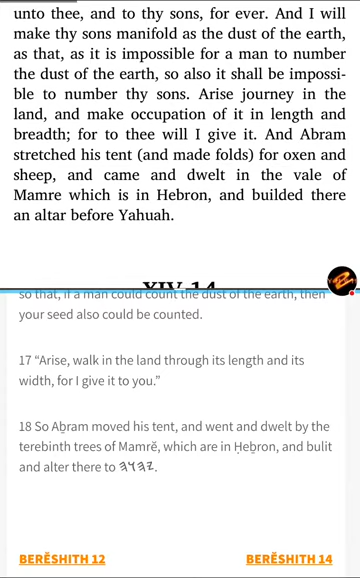 unto thee, and to thy sons, for ever. And I will
make thy sons manifold as the dust of the earth,
as that, as it is impossible for a man to number
the dust of the earth, so also it shall be impossi-
ble to number thy sons. Arise journey in the
land, and make occupation of it in length and
breadth; for to thee will I give it. And Abram
stretched his tent (and made folds) for oxen and
sheep, and came and dwelt in the vale of
Mamre which is in Hebron, and builded there
an altar before Yahuah.
XIV 14
so that, if a man could count the dust of the earth, then
your seed also could be counted.
17 “Arise, walk in the land through its length and its
width, for I give it to you.”
18 So Aḇram moved his tent, and went and dwelt by the
terebinth trees of Mamrĕ, which are in Ḥeḇron, and bulit
and alter there to 𐤉𐤄𐤅𐤄.
BERĔSHITH 12
BERĔSHITH 14